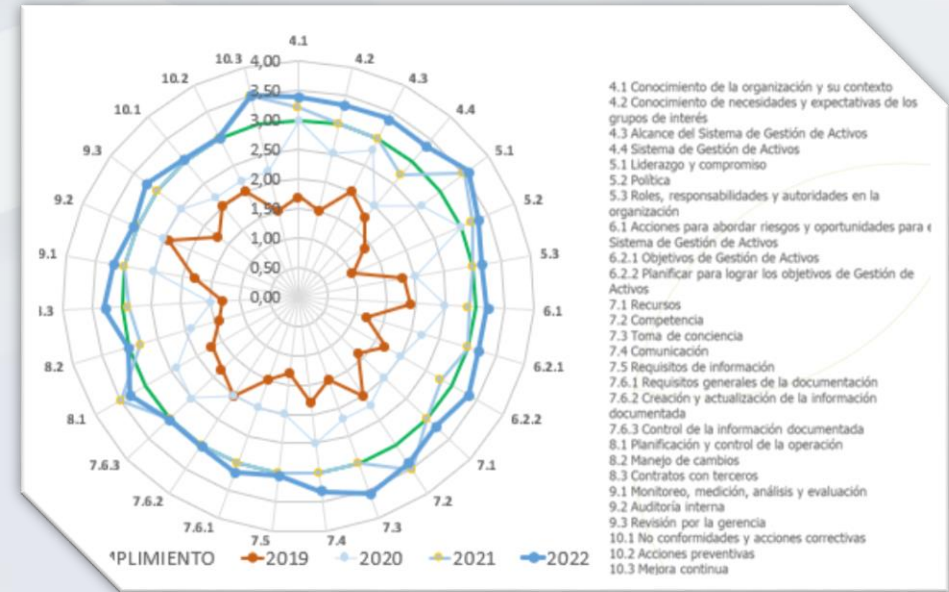 4.1
4.2
4.3
4.4
5.1
5.2
5.3
6.1
6.2.1
6.2.2
7.1
7.2
7.3
7.4
7.5
7.6.1
7.6.2
7.6.3
8.1
8.2
9.1
9.2
9.3
10.1
10.2
10.3
4,00
3,50
3,00
2,50
2,00
1,50
1,00
0,50
0,00
2019 2020 2021 2022
4.1 Conocimiento de la organización y su contexto
4.2 Conocimiento de necesidades y expectativas de los
grupos de interés
4.3 Alcance del Sistema de Gestión de Activos
4.4 Sistema de Gestión de Activos
5.1 Liderazgo y compromiso
5.2 Política
5.3 Roles, responsabilidades y autoridades en la
organización
6.1 Acciones para abordar riesgos y oportunidades para e
Sistema de Gestión de Activos
6.2.1 Objetivos de Gestión de Activos
6.2.2 Planificar para lograr los objetivos de Gestión de
Activos
7.1 Recursos
7.2 Competencia
7.3 Toma de conciencia
7.4 Comunicación
7.5 Requisitos de información
7.6.1 Requisitos generales de la documentación
7.6.2 Creación y actualización de la información
documentada
7.6.3 Control de la información documentada
8.1 Planificación y control de la operación
8.2 Manejo de cambios
8.3 Contratos con terceros
9.1 Monitoreo, medición, análisis y evaluación
9.2 Auditoría interna
9.3 Revisión por la gerencia
10.1 No conformidades y acciones correctivas
10.2 Acciones preventivas
10.3 Mejora continua